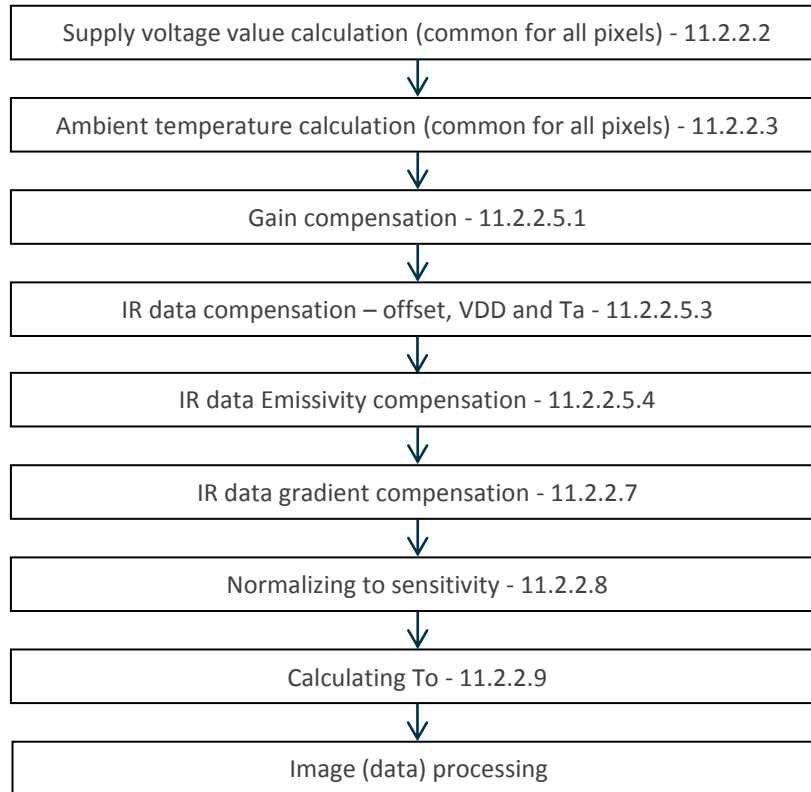 Supply voltage value calculation (common for all pixels) - 11.2.2.2
Ambient temperature calculation (common for all pixels) - 11.2.2.3
Gain compensation - 11.2.2.5.1
IR data compensation – offset, VDD and Ta - 11.2.2.5.3
IR data Emissivity compensation - 11.2.2.5.4
IR data gradient compensation - 11.2.2.7
Normalizing to sensitivity - 11.2.2.8
Calculating To - 11.2.2.9
Image (data) processing